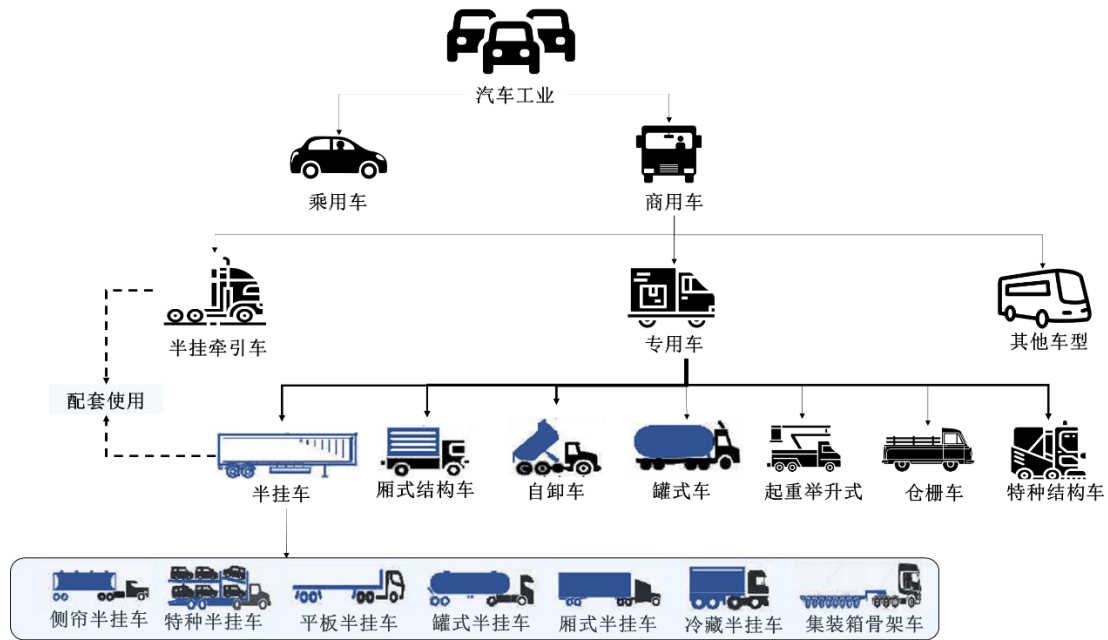 汽车工业
乘用车
商用车
半挂牵引车
专用车
其他车型
配套使用
半挂车
厢式结构车
自卸车
罐式车
起重举升式
仓栅车
特种结构车
侧帘半挂车
特种半挂车
平板半挂车
罐式半挂车
厢式半挂车
冷藏半挂车
集装箱骨架车